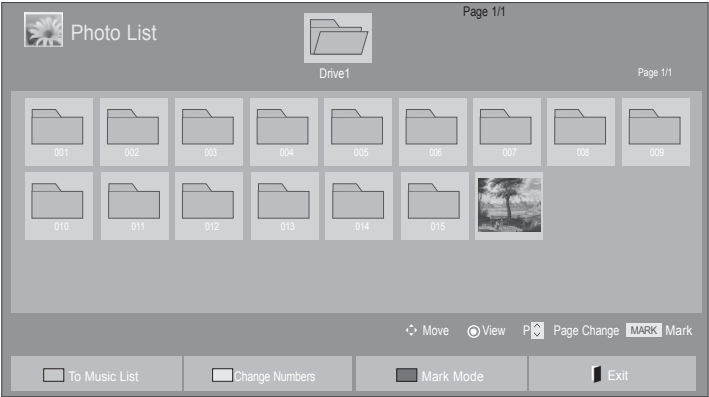 Page 1/1
Photo List
Drive1
Page 1/1
001 002 003 004 005 006 007 008 009
010 011 012 013 014 015
Move View P Page Change MARK Mark
To Music List Change Numbers Mark Mode Exit